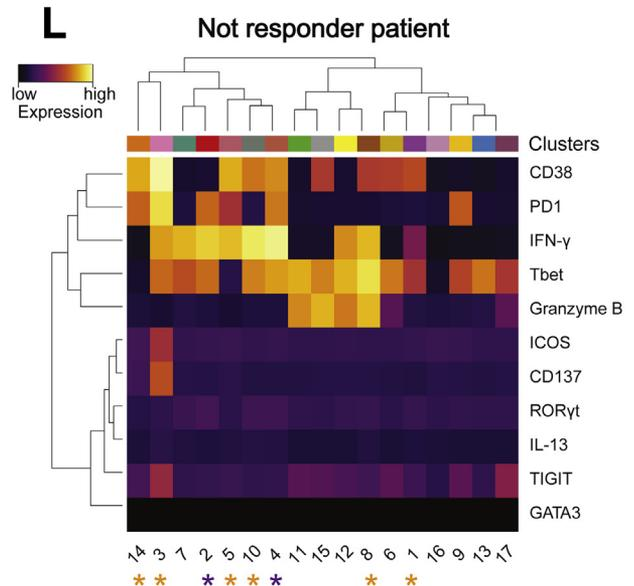 L
Not responder patient
low high
Expression
Clusters
CD38
PD1
IFN-γ
Tbet
Granzyme B
ICOS
CD137
RORγt
IL-13
TIGIT
GATA3
14 3 7 2 5 10 4 11 15 12 8 6 1 16 9 13 17
* * * * * * * *